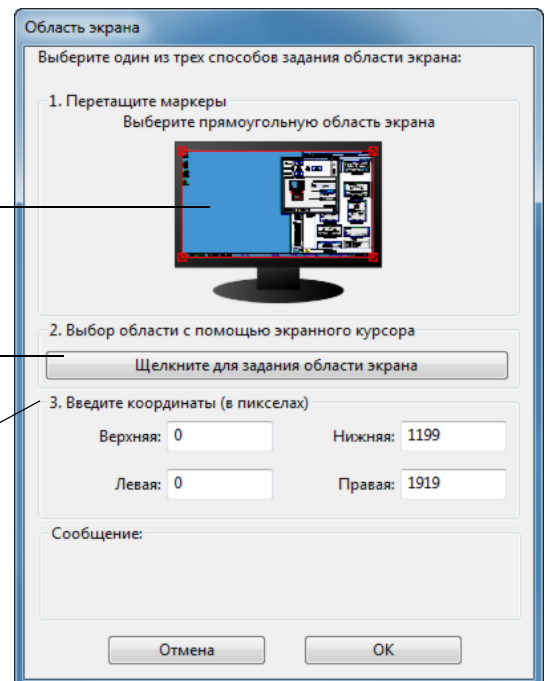 Область экрана
Выберите один из трех способов задания области экрана:
1. Перетащите маркеры
Выберите прямоугольную область экрана
2. Выбор области с помощью экранного курсора
Щелкните для задания области экрана
3. Введите координаты (в пикселах)
Верхняя: 0 Нижняя: 1199
Левая: 0 Правая: 1919
Сообщение:
Отмена OK